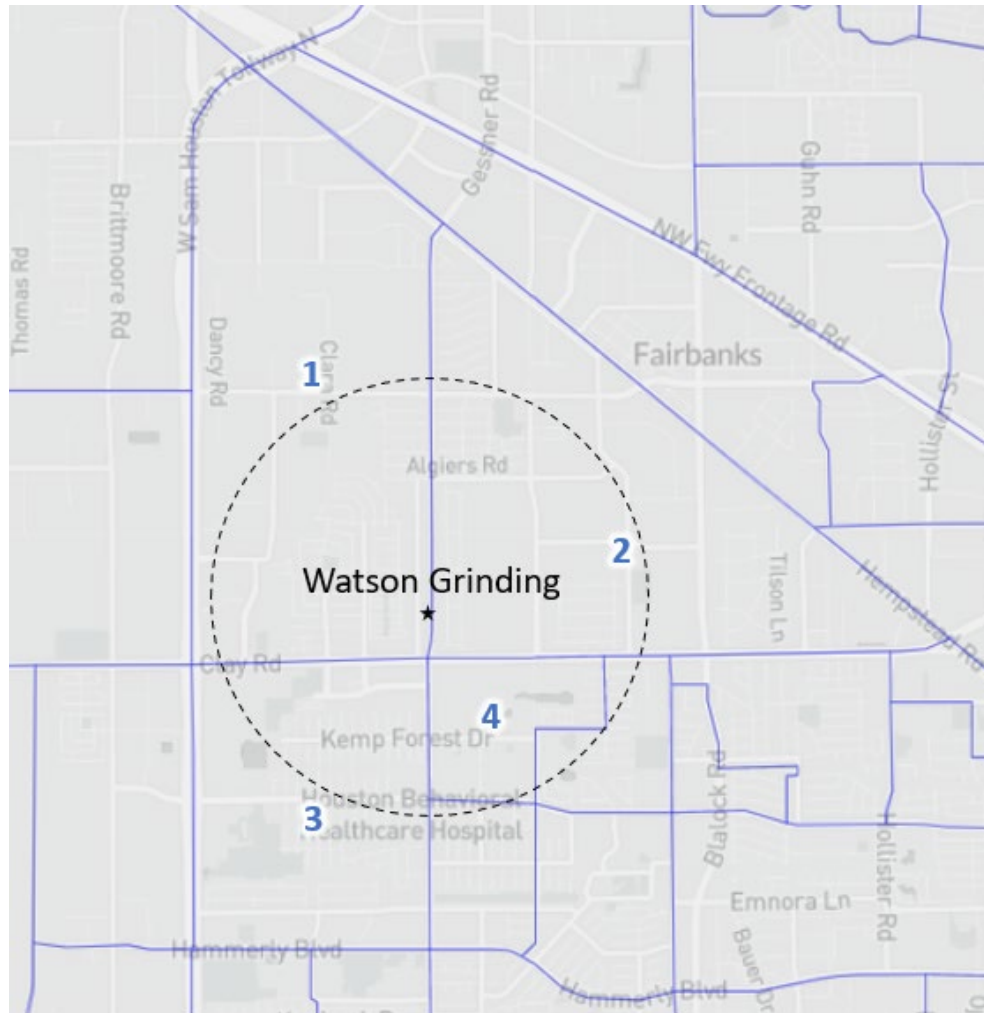 W Sam Houston Tollway N
Gessner Rd
Guhn Rd
Brittmoore Rd
Thomas Rd
NW Fwy Frontage Rd
Dancy Rd
Clara Rd
Fairbanks
1
Hollister St
Algiers Rd
2
Watson Grinding
Tilson Ln
Hempstead Rd
Clay Rd
4
Kemp Forest Dr
Houston Behavioral
Healthcare Hospital
3
Blalock Rd
Hollister Rd
Emnora Ln
Bauer Dr
Hammerly Blvd
Hammerly Blvd